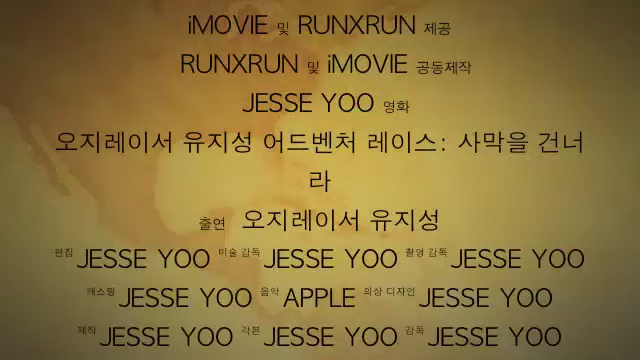 iMOVIE 및 RUNXRUN 제공
RUNXRUN 및 iMOVIE 공동제작
JESSE YOO 영화
오지레이서 유지성 어드벤처 레이스: 사막을 건너
라
출연 오지레이서 유지성
편집 JESSE YOO 미술 감독 JESSE YOO 촬영 감독 JESSE YOO
캐스팅 JESSE YOO 음악 APPLE 의상 디자인 JESSE YOO
제작 JESSE YOO 각본 JESSE YOO 감독 JESSE YOO